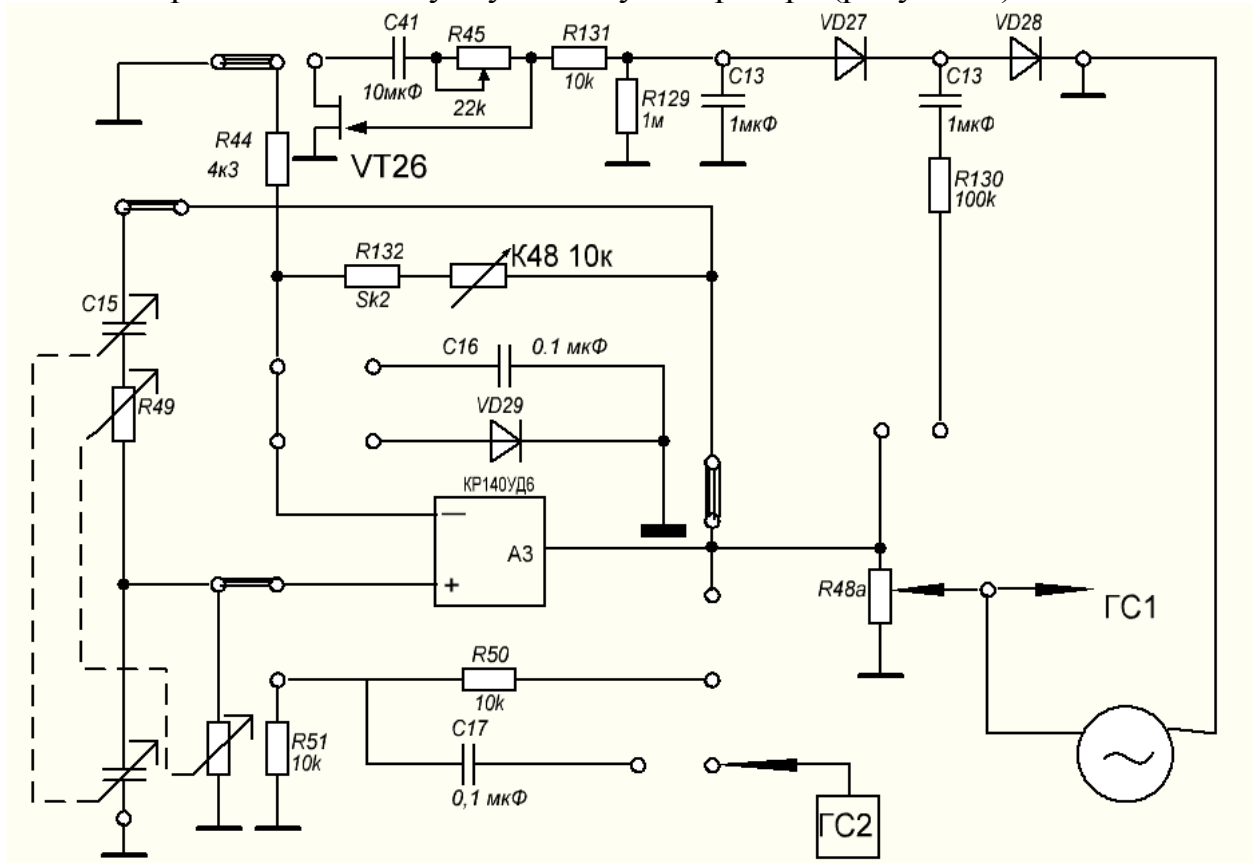 C41
R45
R131
VD27
VD28
10мкФ
22k
10k
C13
C13
R129
1м
1мкФ
1мкФ
R44
4к3
VT26
R130
100k
R132
К48 10к
Sk2
C15
C16
0.1 мкФ
R49
VD29
КР140УД6
—
A3
+
R48a
ГС1
R50
10k
R51
10k
C17
0,1 мкФ
ГС2